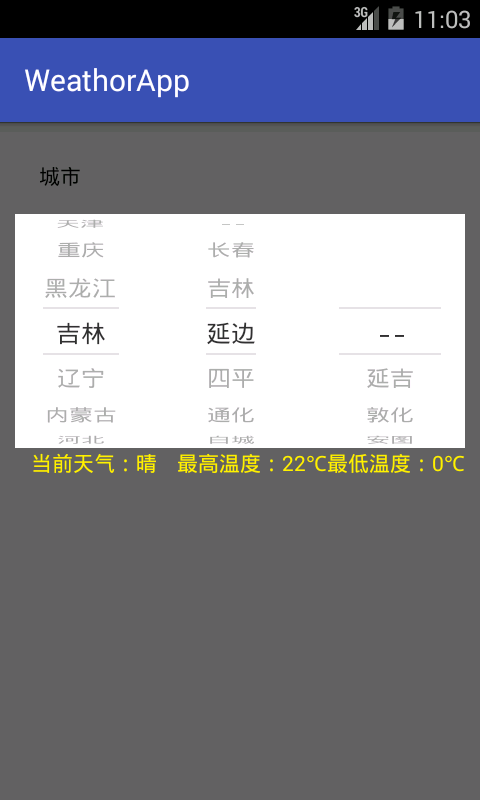 3G 11:03
WeathorApp
城市
天津 --
重庆 长春
黑龙江 吉林
吉林 延边 --
辽宁 四平 延吉
内蒙古 通化 敦化
河北 白城 安图
当前天气：晴 最高温度：22℃最低温度：0℃